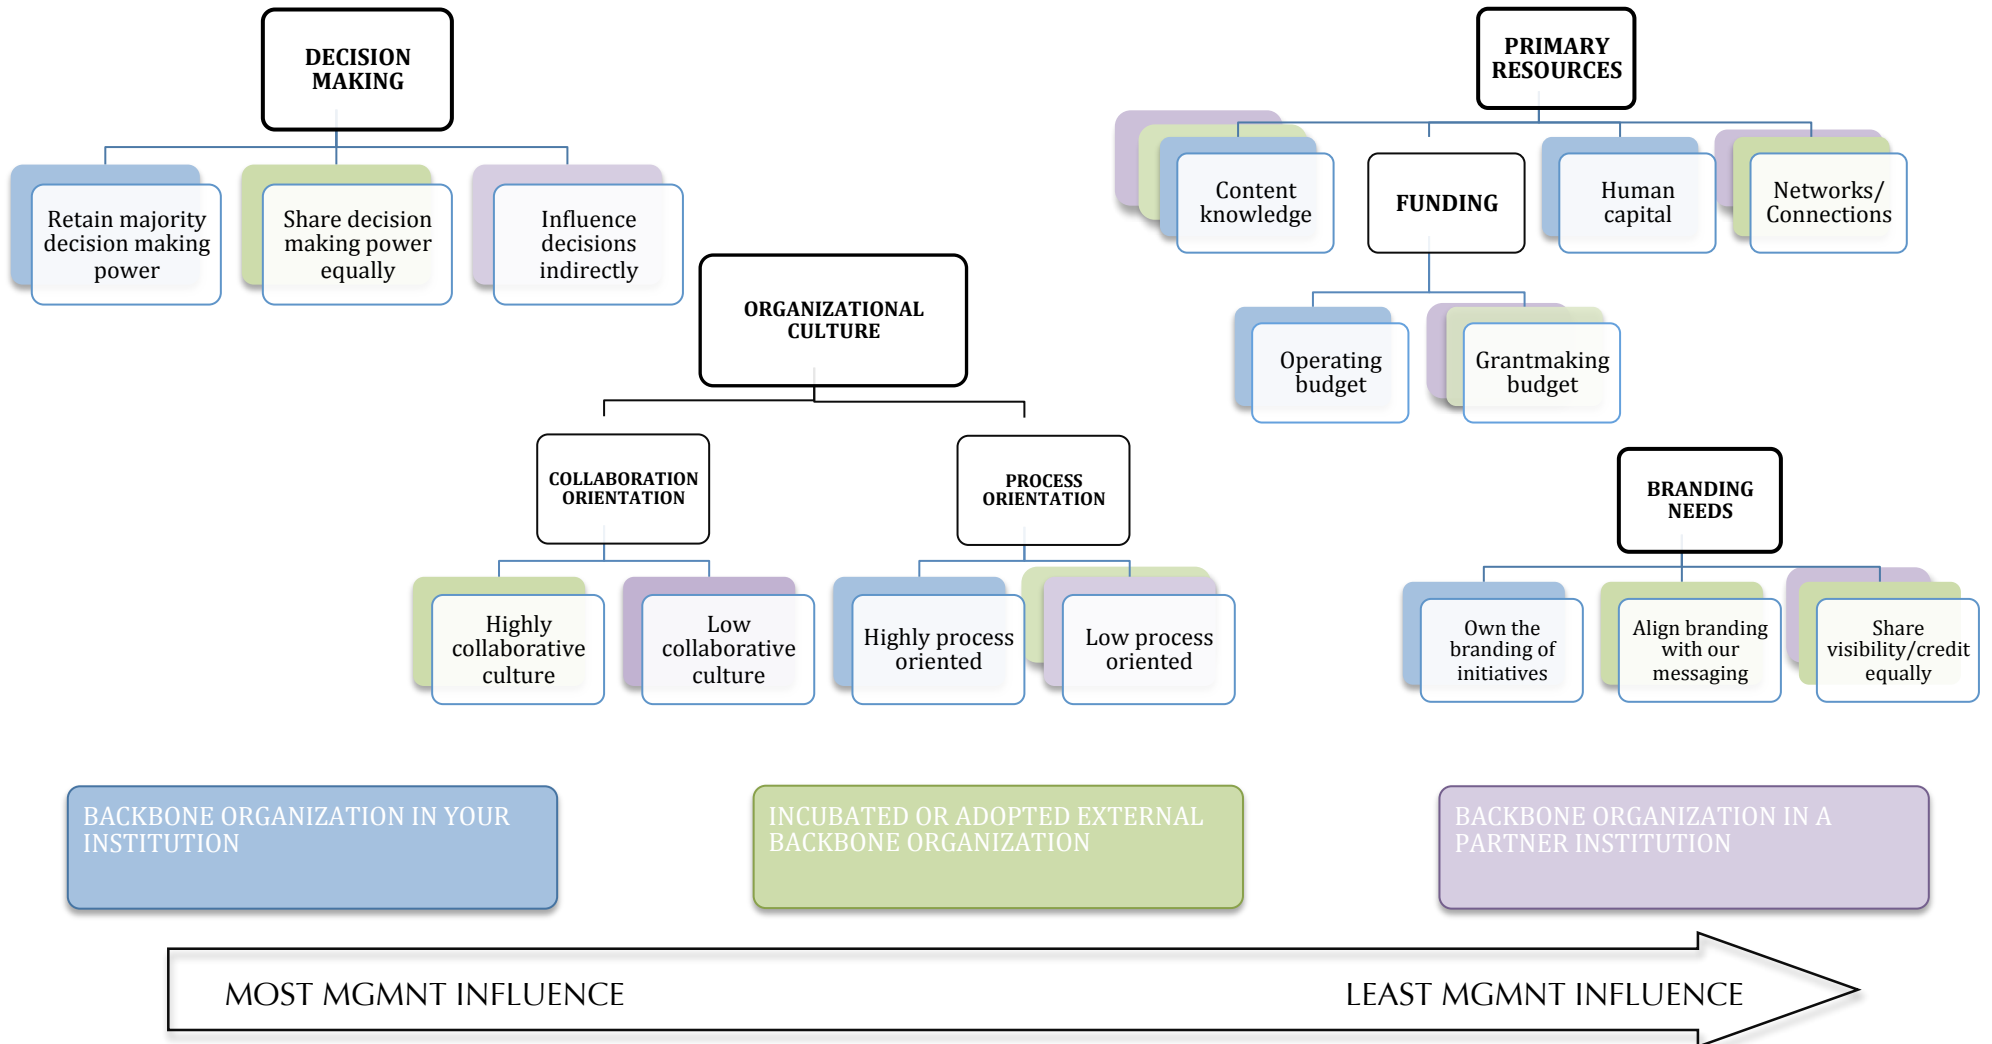 DECISION
MAKING
Retain majority
decision making
power
Share decision
making power
equally
Influence
decisions
indirectly
ORGANIZATIONAL
CULTURE
COLLABORATION
ORIENTATION
PROCESS
ORIENTATION
Highly
collaborative
culture
Low
collaborative
culture
Highly process
oriented
Low process
oriented
PRIMARY
RESOURCES
Content
knowledge
FUNDING
Human
capital
Networks/
Connections
Operating
budget
Grantmaking
budget
BRANDING
NEEDS
Own the
branding of
initiatives
Align branding
with our
messaging
Share
visibility/credit
equally
BACKBONE ORGANIZATION IN YOUR
INSTITUTION
INCUBATED OR ADOPTED EXTERNAL
BACKBONE ORGANIZATION
BACKBONE ORGANIZATION IN A
PARTNER INSTITUTION
MOST MGMNT INFLUENCE
LEAST MGMNT INFLUENCE